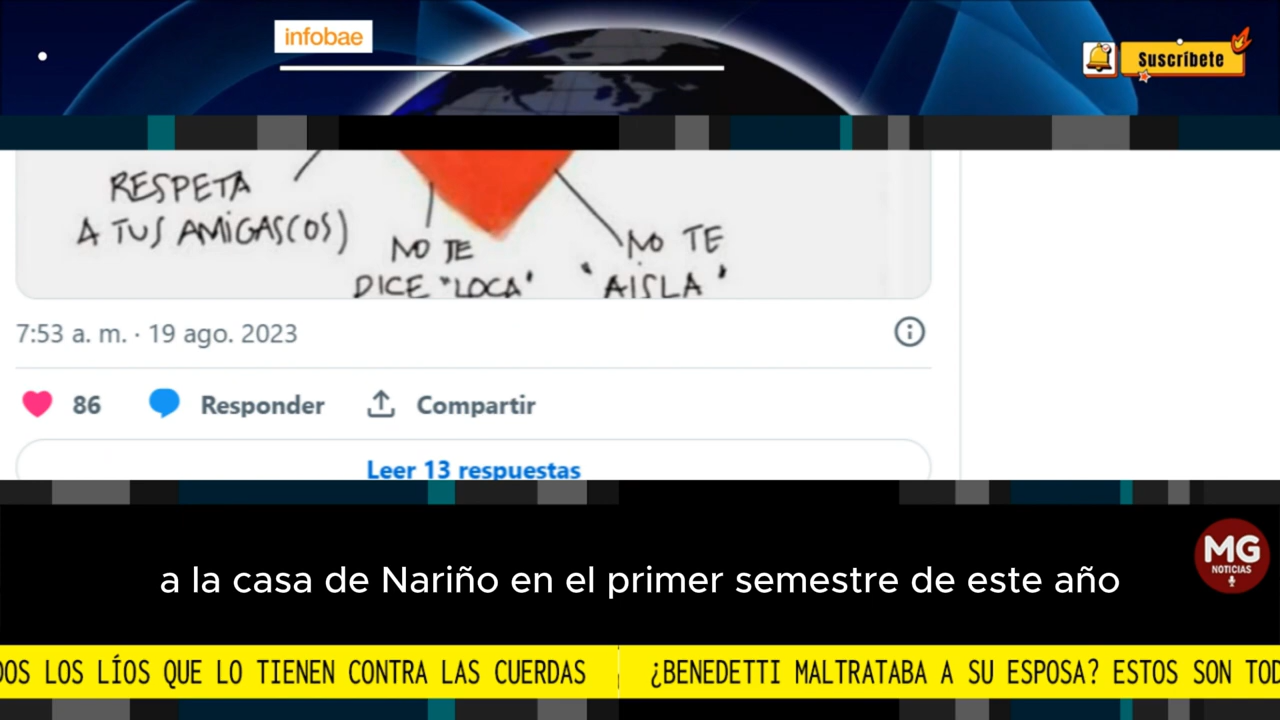 infobae
Suscríbete
RESPETA
A TUS AMIGAS(OS)
NO TE
DICE "LOCA"
NO TE
"AISLA"
7:53 a. m. · 19 ago. 2023
86 Responder Compartir
Leer 13 respuestas
a la casa de Nariño en el primer semestre de este año
MG
NOTICIAS
DOS LOS LÍOS QUE LO TIENEN CONTRA LAS CUERDAS ¿BENEDETTI MALTRATABA A SU ESPOSA? ESTOS SON TOD